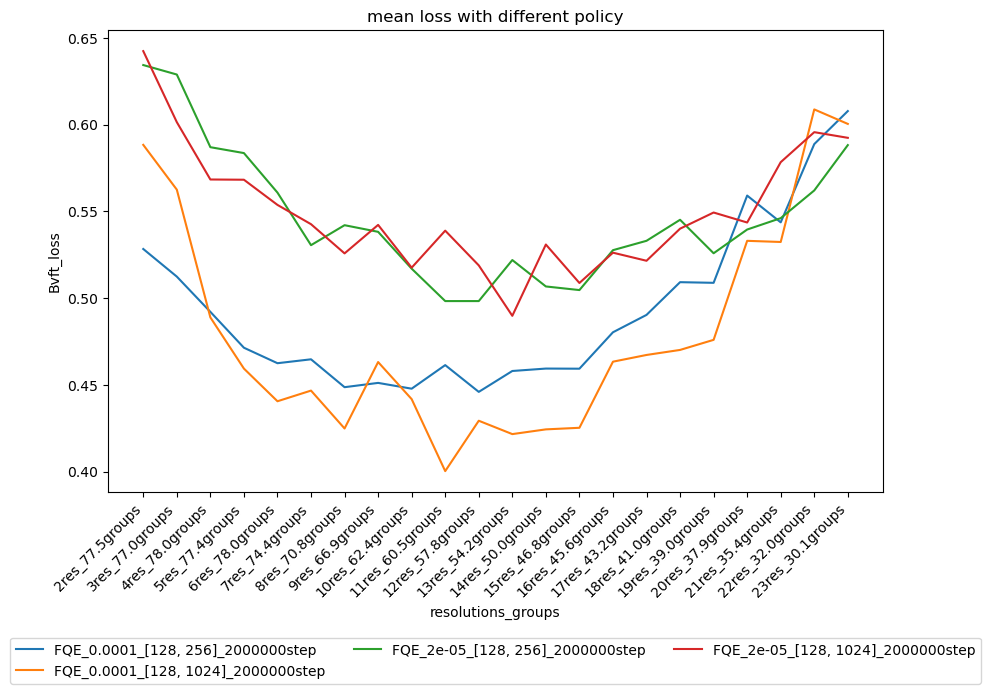 mean loss with different policy
0.65
0.60
0.55
0.50
0.45
0.40
Bvft_loss
2res_77.5groups
3res_77.0groups
4res_78.0groups
5res_77.4groups
6res_78.0groups
7res_74.4groups
8res_70.8groups
9res_66.9groups
10res_62.4groups
11res_60.5groups
12res_57.8groups
13res_54.2groups
14res_50.0groups
15res_46.8groups
16res_45.6groups
17res_43.2groups
18res_41.0groups
19res_39.0groups
20res_37.9groups
21res_35.4groups
22res_32.0groups
23res_30.1groups
resolutions_groups
FQE_0.0001_[128, 256]_2000000step
FQE_0.0001_[128, 1024]_2000000step
FQE_2e-05_[128, 256]_2000000step
FQE_2e-05_[128, 1024]_2000000step